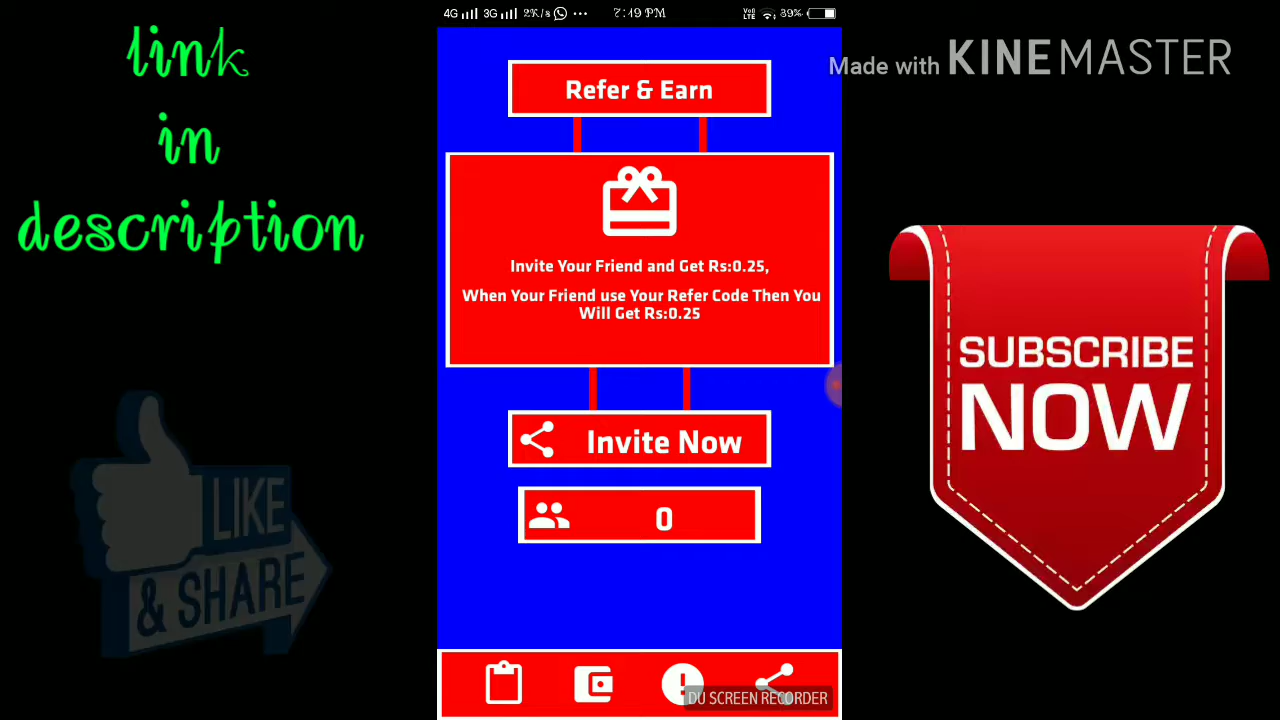 link
in
description
LIKE
& SHARE
4G 3G 2K/s 7:49 PM VoLTE 39%
Refer & Earn
Invite Your Friend and Get Rs:0.25,
When Your Friend use Your Refer Code Then You
Will Get Rs:0.25
Invite Now
0
DU SCREEN RECORDER
Made with KINEMASTER
SUBSCRIBE
NOW